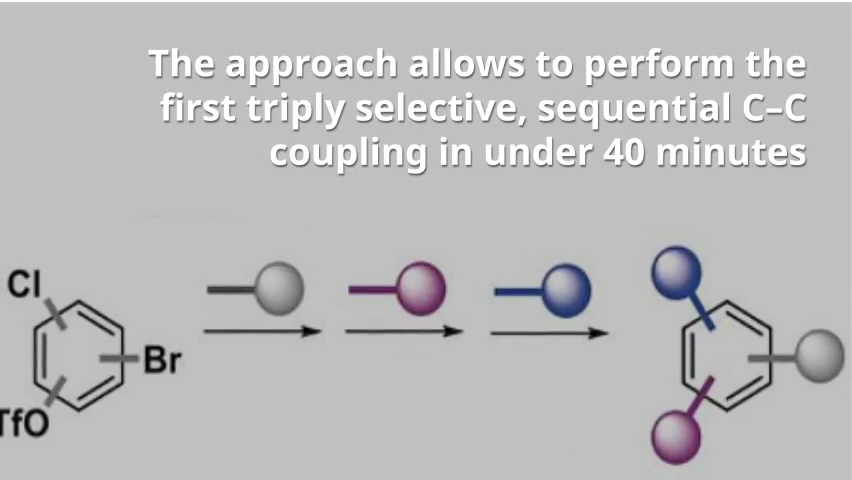 The approach allows to perform the
first triply selective, sequential C–C
coupling in under 40 minutes
Cl
Br
TfO